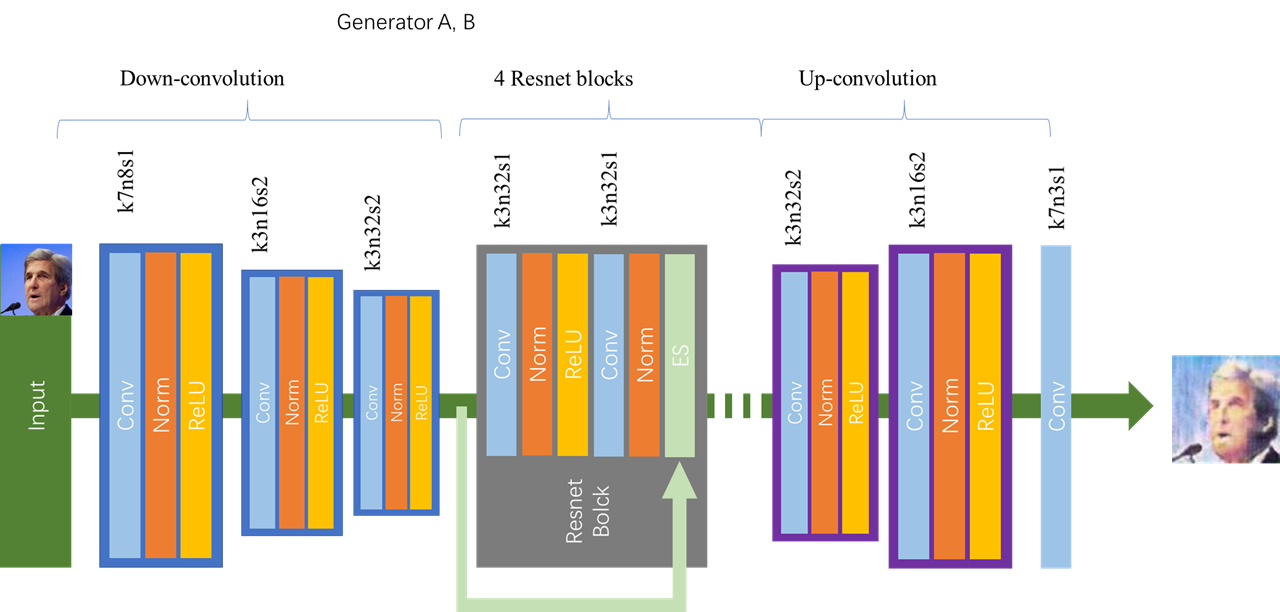 Generator A, B
Down-convolution
4 Resnet blocks
Up-convolution
k7n8s1
k3n16s2
k3n32s2
k3n32s1
k3n32s1
k3n32s2
k3n16s2
k7n3s1
Input
Conv
Norm
ReLU
Conv
Norm
ReLU
Conv
Norm
ReLU
Conv
Norm
ReLU
Conv
Norm
ES
Resnet
Bolck
Conv
Norm
ReLU
Conv
Norm
ReLU
Conv